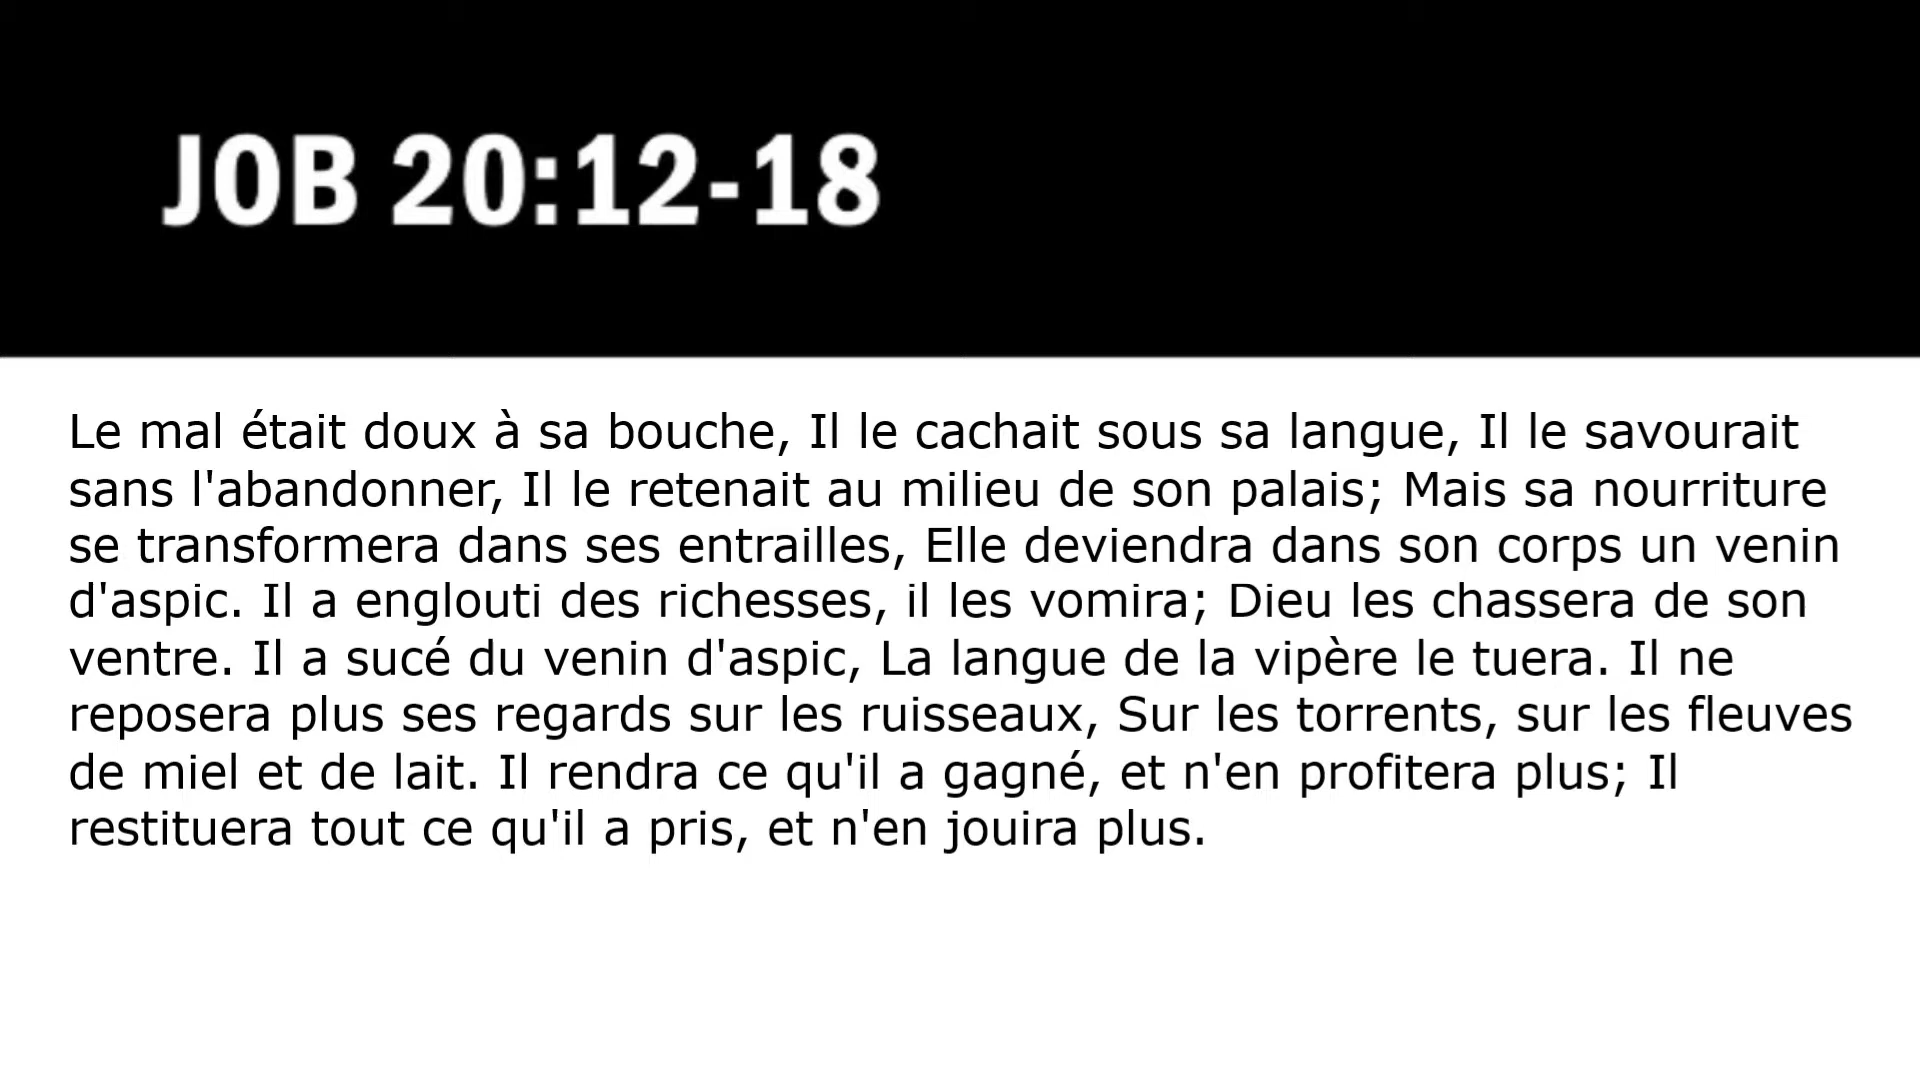 JOB 20:12-18
Le mal était doux à sa bouche, Il le cachait sous sa langue, Il le savourait
sans l'abandonner, Il le retenait au milieu de son palais; Mais sa nourriture
se transformera dans ses entrailles, Elle deviendra dans son corps un venin
d'aspic. Il a englouti des richesses, il les vomira; Dieu les chassera de son
ventre. Il a sucé du venin d'aspic, La langue de la vipère le tuera. Il ne
reposera plus ses regards sur les ruisseaux, Sur les torrents, sur les fleuves
de miel et de lait. Il rendra ce qu'il a gagné, et n'en profitera plus; Il
restituera tout ce qu'il a pris, et n'en jouira plus.